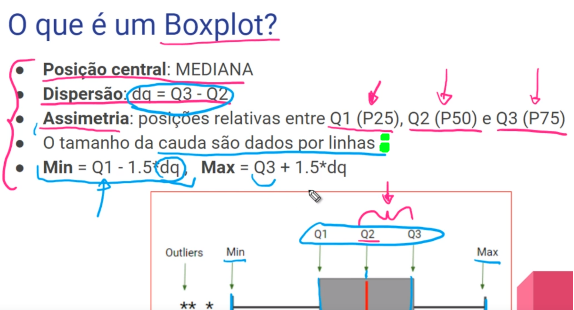 O que é um Boxplot?
Posição central: MEDIANA
Dispersão: dq = Q3 - Q2
Assimetria: posições relativas entre Q1 (P25), Q2 (P50) e Q3 (P75)
O tamanho da cauda são dados por linhas
Min = Q1 - 1.5*dq, Max = Q3 + 1.5*dq
Q1 Q2 Q3
Outliers Min Max
** *